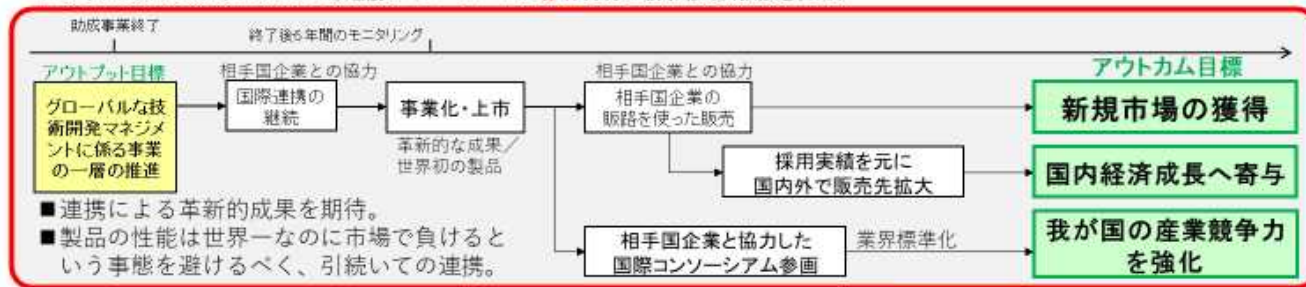 助成事業終了
終了後6年間のモニタリング
アウトプット目標
グローバルな技
術開発マネジメ
ントに係る事業
の一層の推進
相手国企業との協力
国際連携の
継続
事業化・上市
革新的な成果／
世界初の製品
相手国企業との協力
相手国企業の
販路を使った販売
採用実績を元に
国内外で販売先拡大
相手国企業と協力した
国際コンソーシアム参画
業界標準化
アウトカム目標
新規市場の獲得
国内経済成長へ寄与
我が国の産業競争力
を強化
■連携による革新的成果を期待。
■製品の性能は世界一なのに市場で負けると
いう事態を避けるべく、引続いての連携。